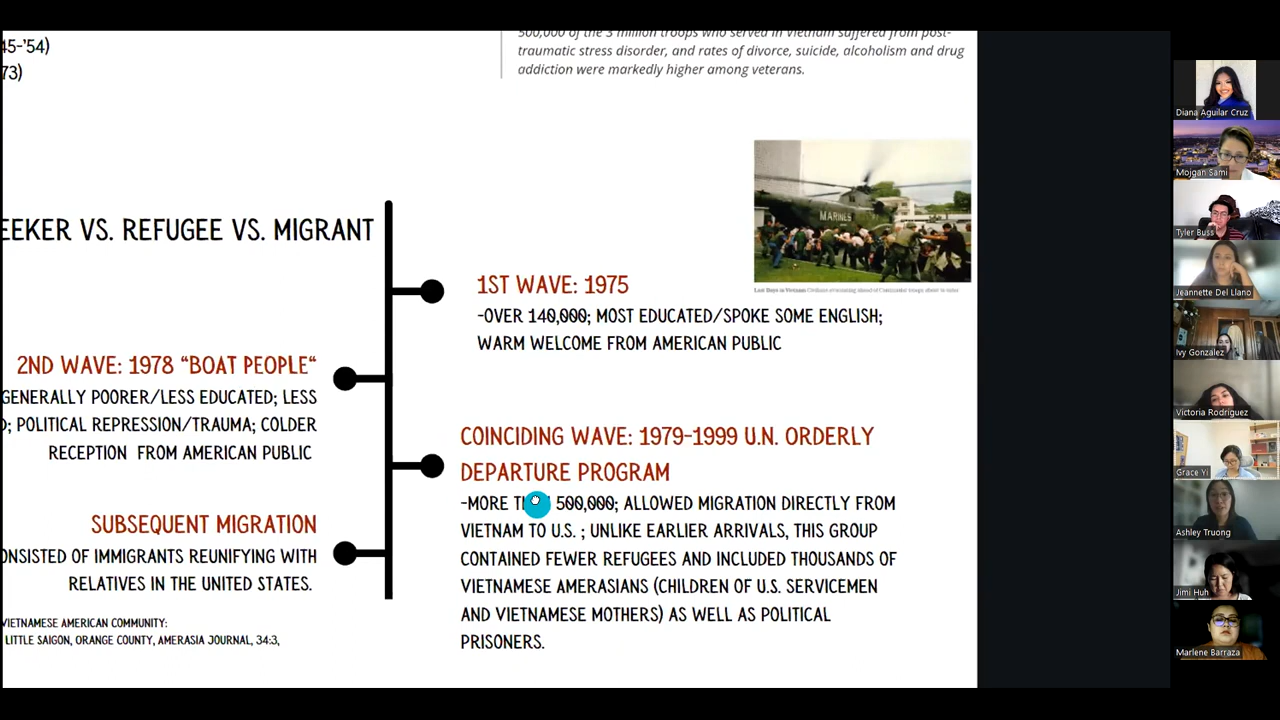 45-'54)
73)
500,000 of the 3 million troops who served in Vietnam suffered from post-
traumatic stress disorder, and rates of divorce, suicide, alcoholism and drug
addiction were markedly higher among veterans.
MARINES
EEKER VS. REFUGEE VS. MIGRANT
1ST WAVE: 1975
-OVER 140,000; MOST EDUCATED/SPOKE SOME ENGLISH;
WARM WELCOME FROM AMERICAN PUBLIC
2ND WAVE: 1978 "BOAT PEOPLE"
GENERALLY POORER/LESS EDUCATED; LESS
D; POLITICAL REPRESSION/TRAUMA; COLDER
RECEPTION FROM AMERICAN PUBLIC
COINCIDING WAVE: 1979-1999 U.N. ORDERLY
DEPARTURE PROGRAM
-MORE 500,000; ALLOWED MIGRATION DIRECTLY FROM
VIETNAM TO U.S. ; UNLIKE EARLIER ARRIVALS, THIS GROUP
CONTAINED FEWER REFUGEES AND INCLUDED THOUSANDS OF
VIETNAMESE AMERASIANS (CHILDREN OF U.S. SERVICEMEN
AND VIETNAMESE MOTHERS) AS WELL AS POLITICAL
PRISONERS.
SUBSEQUENT MIGRATION
ONSISTED OF IMMIGRANTS REUNIFYING WITH
RELATIVES IN THE UNITED STATES.
VIETNAMESE AMERICAN COMMUNITY:
LITTLE SAIGON, ORANGE COUNTY, AMERASIA JOURNAL, 34:3,
Diana Aguilar Cruz
Mojgan Sami
Tyler Buss
Jeannette Del Llano
Ivy Gonzalez
Victoria Rodriguez
Grace Yi
Ashley Truong
Jimi Huh
Marlene Barraza